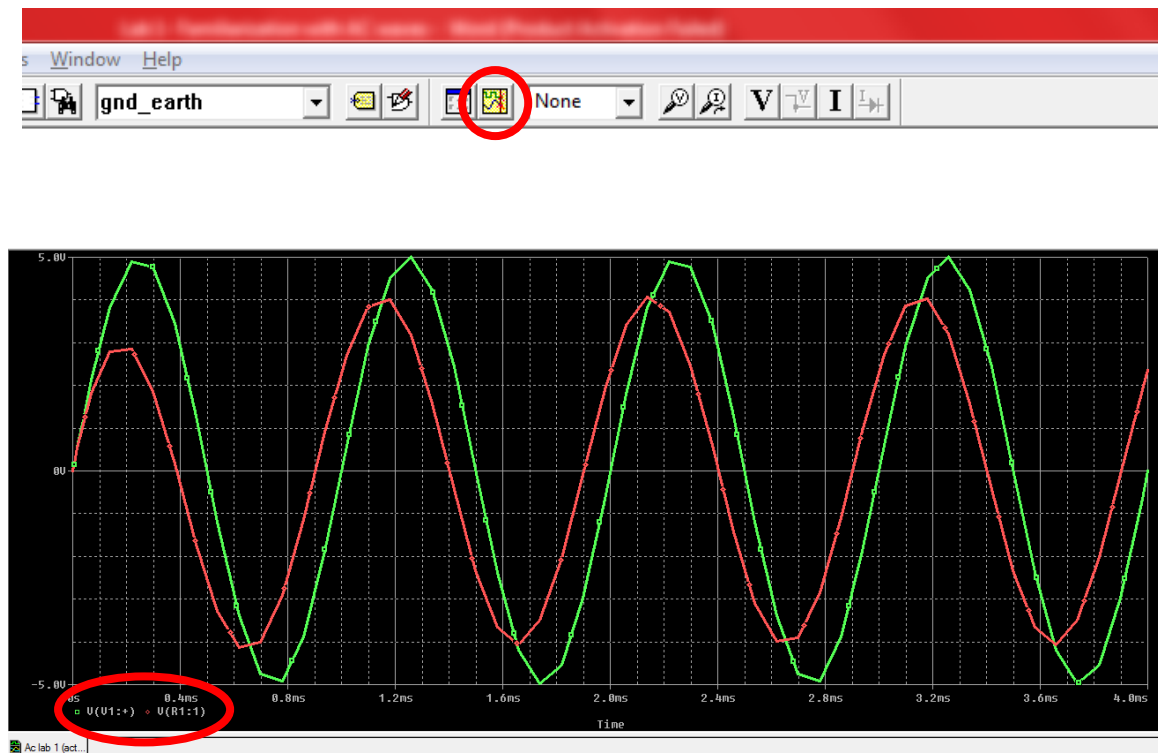 Window Help
gnd_earth None V I V I
5.0V
0V
-5.0V
0s 0.4ms 0.8ms 1.2ms 1.6ms 2.0ms 2.4ms 2.8ms 3.2ms 3.6ms 4.0ms
V(V1:+) V(R1:1)
Time
Ac lab 1 (act...